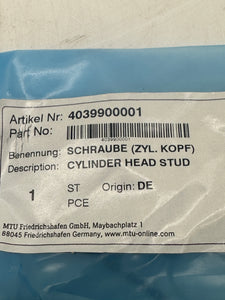 Artikel Nr: 4039900001
Part No:
4039900001
Benennung: SCHRAUBE (ZYL. KOPF)
Description: CYLINDER HEAD STUD
1 ST Origin: DE
PCE
MTU Friedrichshafen GmbH, Maybachplatz 1
88045 Friedrichshafen Germany, www.mtu-online.com